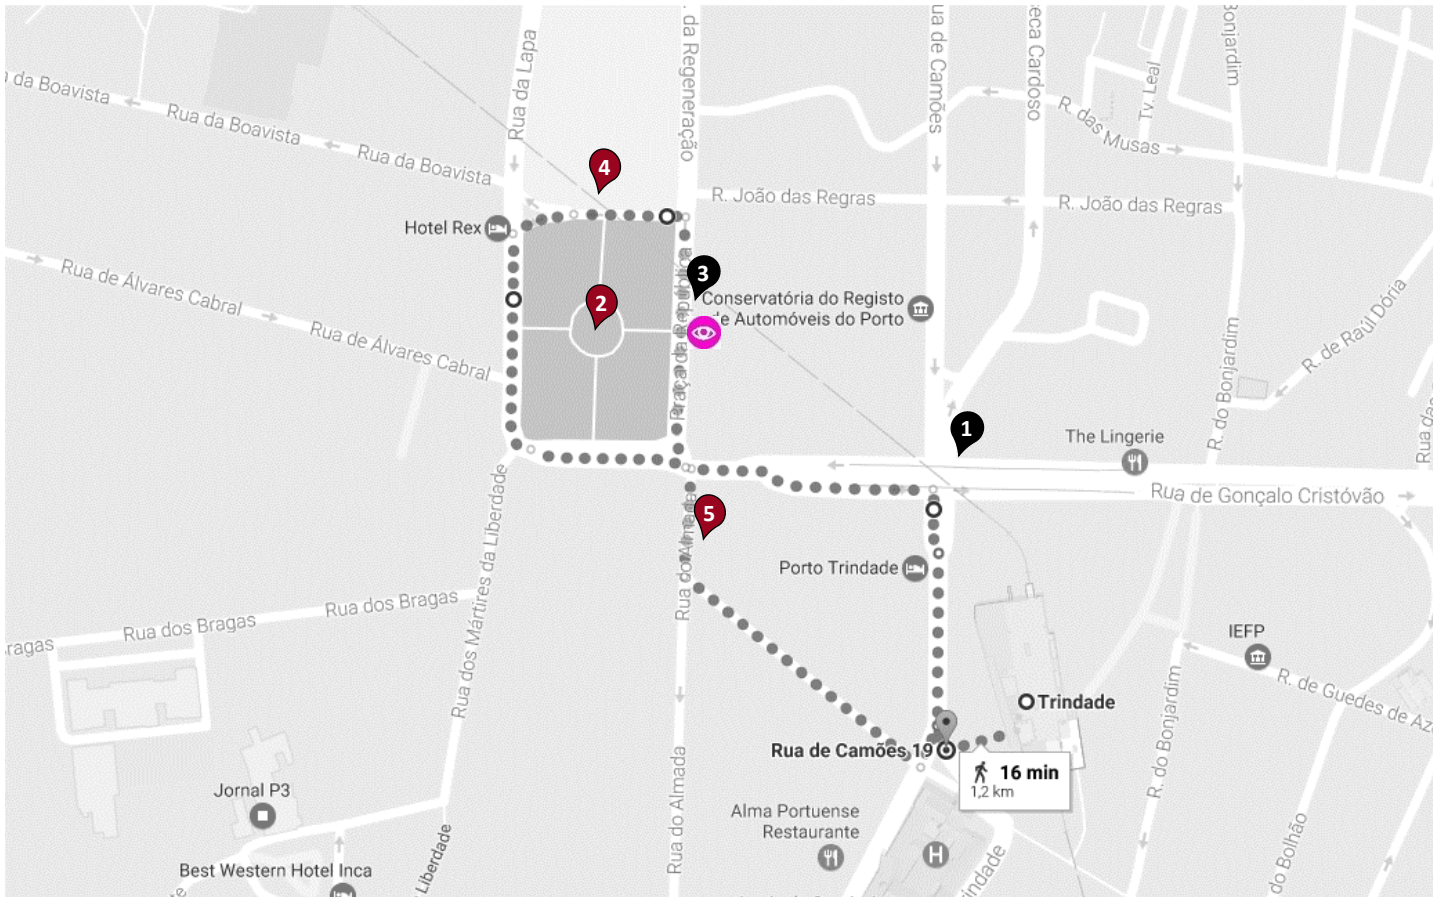 da Boavista
Rua da Boavista
Rua da Boavista
Rua da Lapa
da Regeneração
ua de Camões
eca Cardoso
Bonjardim
Tv. Leal
R. das Musas
4
R. João das Regras
R. João das Regras
Hotel Rex
Rua de Álvares Cabral
Rua de Álvares Cabral
3
2
Praça da República
Conservatória do Registo
de Automóveis do Porto
R. de Raúl Dória
R. do Bonjardim
1
The Lingerie
Rua das
Rua de Gonçalo Cristóvão
5
Rua do Almada
Porto Trindade
Rua dos Mártires da Liberdade
Rua dos Bragas
Rua dos Bragas
ragas
IEFP
R. de Guedes de Aze
Trindade
Rua de Camões 19
16 min
1,2 km
R. do Bonjardim
Jornal P3
Alma Portuense
Restaurante
H
Rua do Almada
Best Western Hotel Inca
Liberdade
rindade
do Bolhão